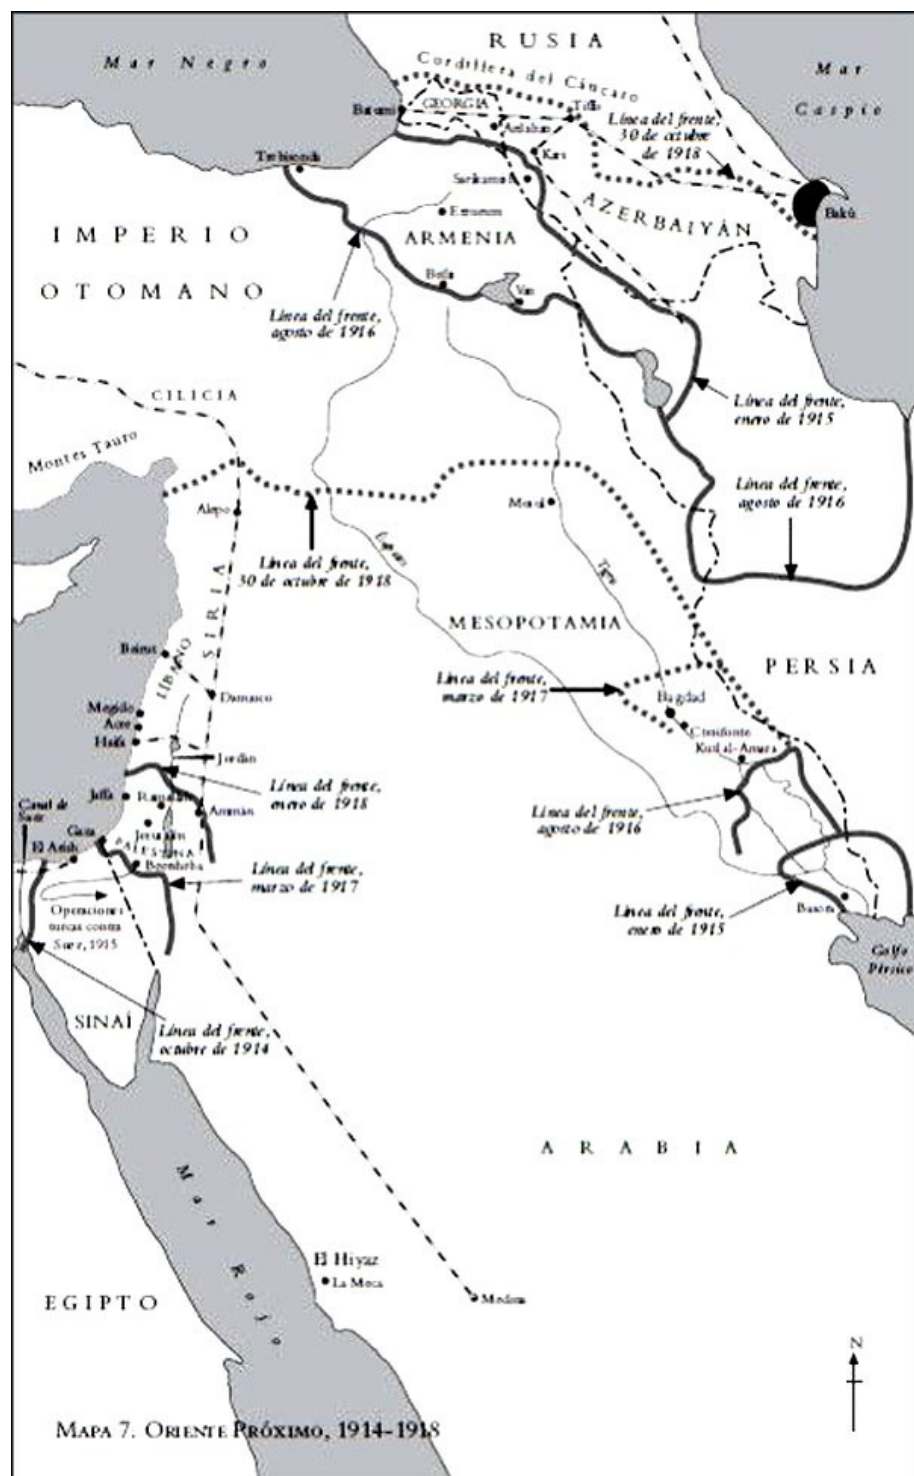 RUSIA
Mar Negro
Cordillera del Cáucaso
Mar
Caspio
GEORGIA
Batumi
Tiflis
Ardahan
Línea del frente,
30 de octubre
de 1918
Kars
Trebisonda
Sarikamish
AZERBAIYÁN
Bakú
Erzurum
IMPERIO
OTOMANO
ARMENIA
Bitlis
Van
Línea del frente,
agosto de 1916
CILICIA
Línea del frente,
enero de 1915
Montes Tauro
Línea del frente,
agosto de 1916
Alepo
Mosul
Línea del frente,
30 de octubre de 1918
Éufrates
Tigris
SIRIA
MESOPOTAMIA
Beirut
LÍBANO
PERSIA
Línea del frente,
marzo de 1917
Damasco
Bagdad
Megido
Acre
Haifa
Ctesifonte
Kut al-Amara
Jordán
Línea del frente,
enero de 1918
Jaffa
Ammán
Canal de
Suez
Línea del frente,
agosto de 1916
Gaza
Jerusalén
El Arish
PALESTINA
Beersheba
Línea del frente,
marzo de 1917
Operaciones
turcas contra
Suez, 1915
Basora
Línea del frente,
enero de 1915
Golfo
Pérsico
SINAÍ
Línea del frente,
octubre de 1914
ARABIA
Mar Rojo
El Hiyaz
La Meca
Medina
EGIPTO
N
MAPA 7. ORIENTE PRÓXIMO, 1914-1918